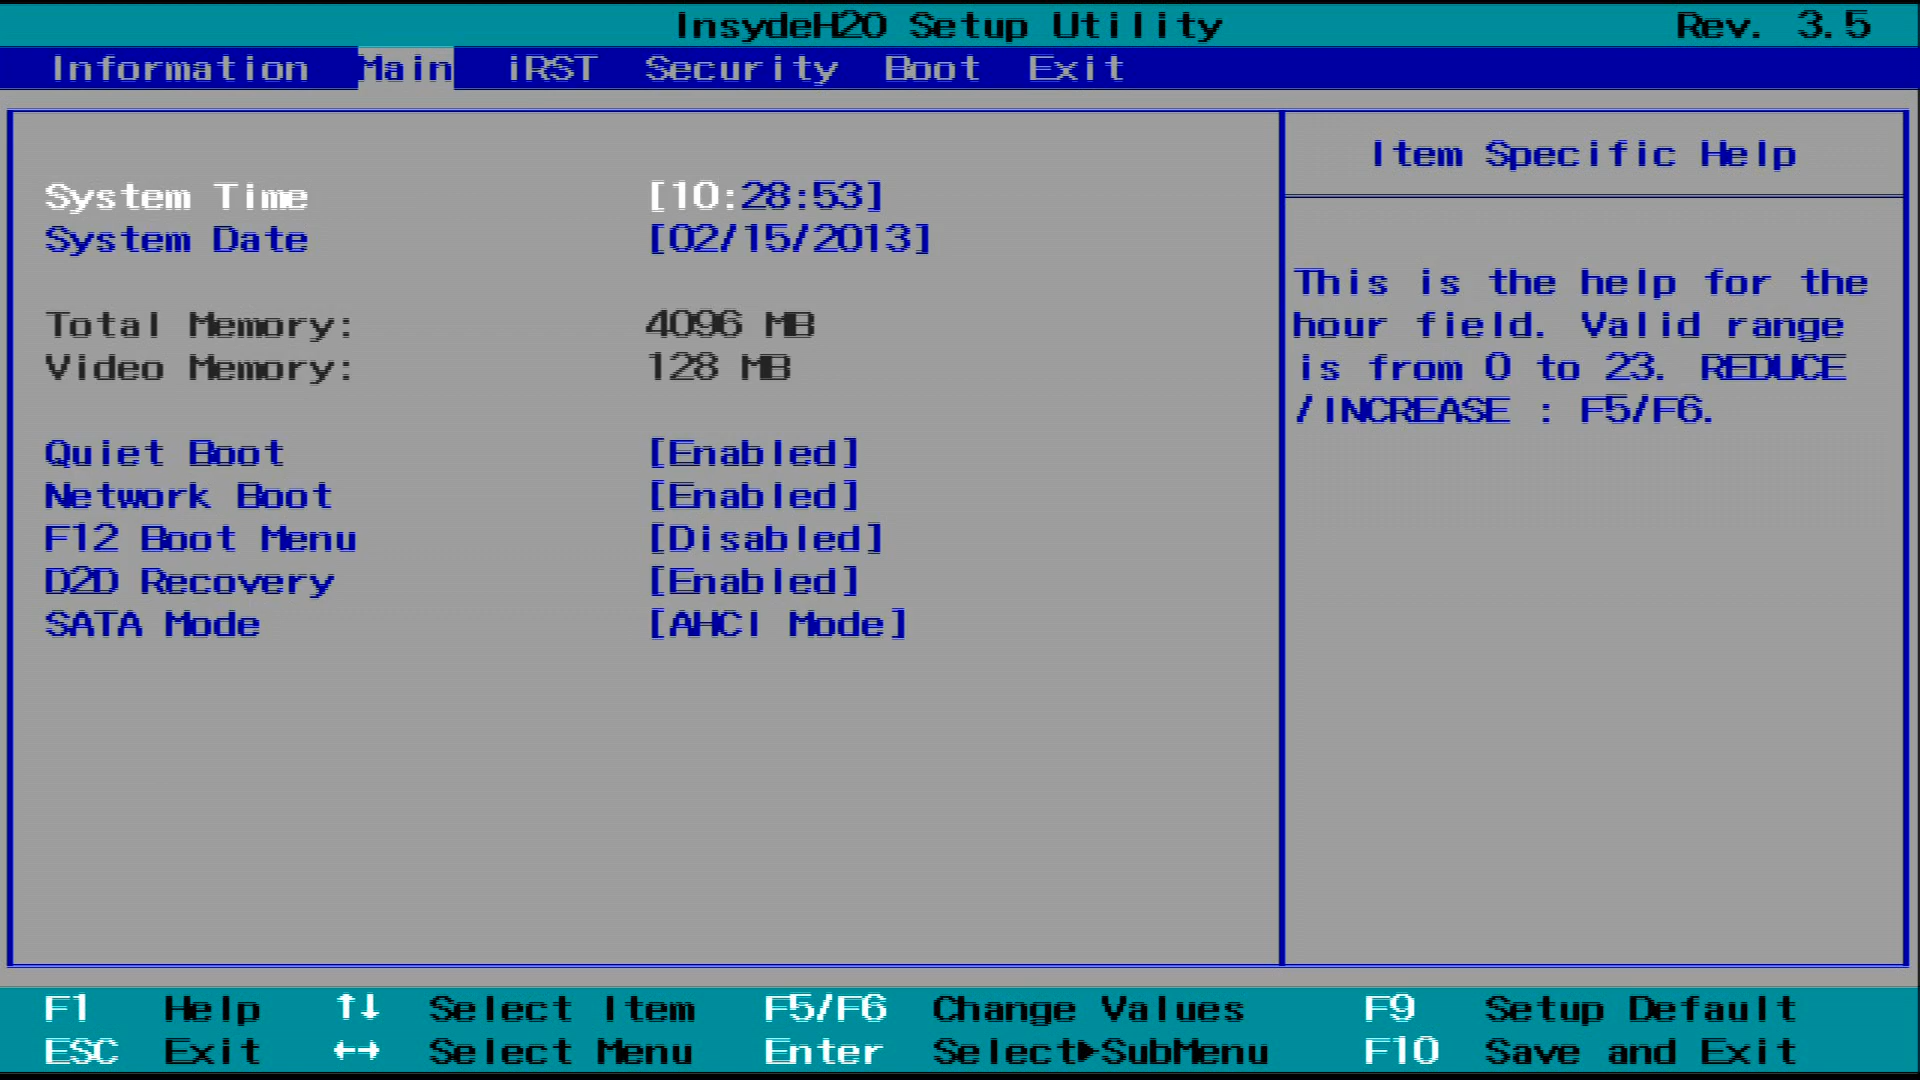 InsydeH2O Setup Utility Rev. 3.5
Information Main iRST Security Boot Exit
Item Specific Help
System Time [10:28:53]
System Date [02/15/2013]
Total Memory: 4096 MB
Video Memory: 128 MB
Quiet Boot [Enabled]
Network Boot [Enabled]
F12 Boot Menu [Disabled]
D2D Recovery [Enabled]
SATA Mode [AHCI Mode]
This is the help for the
hour field. Valid range
is from 0 to 23. REDUCE
/INCREASE : F5/F6.
F1 Help ↑↓ Select Item F5/F6 Change Values F9 Setup Default
ESC Exit ←→ Select Menu Enter Select▶SubMenu F10 Save and Exit